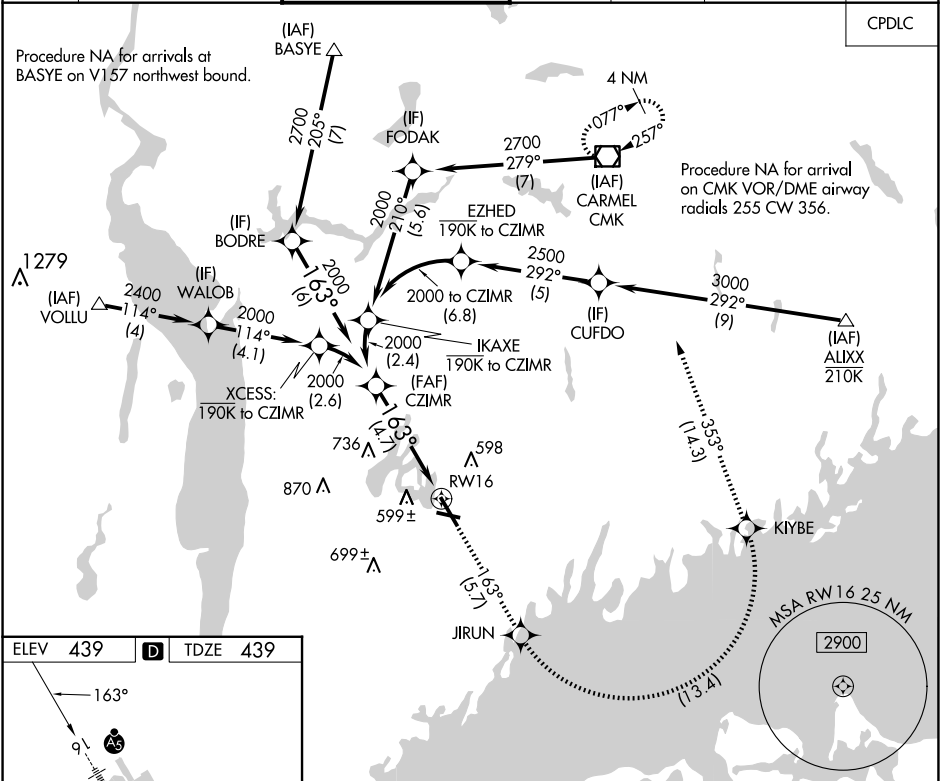 CPDLC
Procedure NA for arrivals at
BASYE on V157 northwest bound.
(IAF)
BASYE
2700
205°
(7)
(IF)
FODAK
2700
279°
(7)
4 NM
077°
257°
(IAF)
CARMEL
CMK
Procedure NA for arrival
on CMK VOR/DME airway
radials 255 CW 356.
(IF)
BODRE
2000
210°
(5.6)
EZHED
190K to CZIMR
2500
292°
(5)
3000
292°
(9)
(IF)
CUFDO
(IAF)
ALIXX
210K
1279
(IAF)
VOLLU
2400
114°
(4)
(IF)
WALOB
2000
114°
(4.1)
2000
163°
(6)
2000 to CZIMR
(6.8)
IKAXE
190K to CZIMR
2000
(2.4)
XCESS:
190K to CZIMR
2000
(2.6)
(FAF)
CZIMR
163°
(4.7)
736
598
870
RW16
599±
699±
353°
(14.3)
KIYBE
163°
(5.7)
JIRUN
(13.4)
MSA RW16 25 NM
2900
ELEV 439 D TDZE 439
163°
16
A5